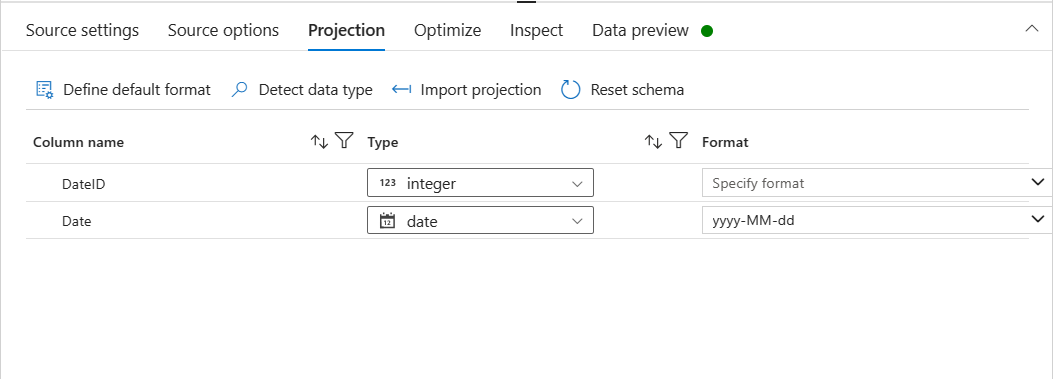 Source settings Source options Projection Optimize Inspect Data preview
Define default format Detect data type Import projection Reset schema
Column name Type Format
DateID 123 integer Specify format
Date 12 date yyyy-MM-dd